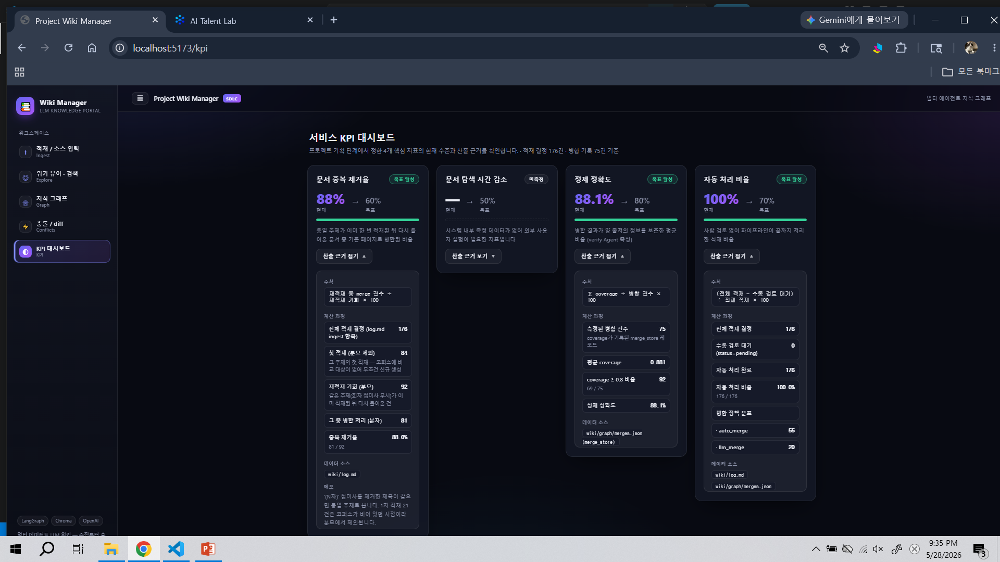 Project Wiki Manager
AI Talent Lab
Gemini에게 물어보기
localhost:5173/kpi
모든 북마크
Wiki Manager
LLM KNOWLEDGE PORTAL
Project Wiki Manager SDLC
멀티 에이전트 지식 그래프
워크스페이스
적재 / 소스 입력
Ingest
위키 뷰어 · 검색
Explore
지식 그래프
Graph
충돌 / diff
Conflicts
KPI 대시보드
KPI
LangGraph Chroma OpenAI
서비스 KPI 대시보드
프로젝트 기획 단계에서 정한 4개 핵심 지표의 현재 수준과 산출 근거를 확인합니다. · 적재 결정 176건 · 병합 기록 75건 기준
문서 중복 제거율 목표 달성
88% → 60%
현재 목표
동일 주제가 이미 한 번 적재된 뒤 다시 들
어온 문서 중 기존 페이지로 병합된 비율
산출 근거 접기 ▲
수식
재적재 중 merge 건수 ÷
재적재 기회 × 100
계산 과정
전체 적재 결정 (log.md 176
ingest 항목)
첫 적재 (분모 제외) 84
그 주제의 첫 적재 — 코퍼스에 비
교 대상이 없어 무조건 신규 생성
재적재 기회 (분모) 92
같은 주제(회차 접미사 무시)가 이
미 적재된 뒤 다시 들어온 건
그 중 병합 처리 (분자) 81
중복 제거율 88.0%
81 / 92
데이터 소스
wiki/log.md
메모
'(N차)' 접미사를 제거한 제목이 같으
면 동일 주제로 봅니다. 1차 적재 21
건은 코퍼스가 비어 있던 시점이라
분모에서 제외됩니다.
문서 탐색 시간 감소 미측정
— → 50%
현재 목표
시스템 내부 측정 데이터가 없어 외부 사용
자 실험이 필요한 지표입니다
산출 근거 보기 ▼
정제 정확도 목표 달성
88.1% → 80%
현재 목표
병합 결과가 양 출처의 정보를 보존한 평균
비율 (verify Agent 측정)
산출 근거 접기 ▲
수식
Σ coverage ÷ 병합 건수 ×
100
계산 과정
측정된 병합 건수 75
coverage가 기록된 merge_store 레
코드
평균 coverage 0.881
coverage ≥ 0.8 비율 92
69 / 75
정제 정확도 88.1%
데이터 소스
wiki/graph/merges.json
(merge_store)
자동 처리 비율 목표 달성
100% → 70%
현재 목표
사람 검토 없이 파이프라인이 끝까지 처리
한 적재 비율
산출 근거 접기 ▲
수식
(전체 적재 − 수동 검토 대기)
÷ 전체 적재 × 100
계산 과정
전체 적재 결정 176
수동 검토 대기 0
(status=pending)
자동 처리 완료 176
자동 처리 비율 100.0%
176 / 176
병합 정책 분포
· auto_merge 55
· llm_merge 20
데이터 소스
wiki/log.md
wiki/graph/merges.json
9:35 PM
5/28/2026
3